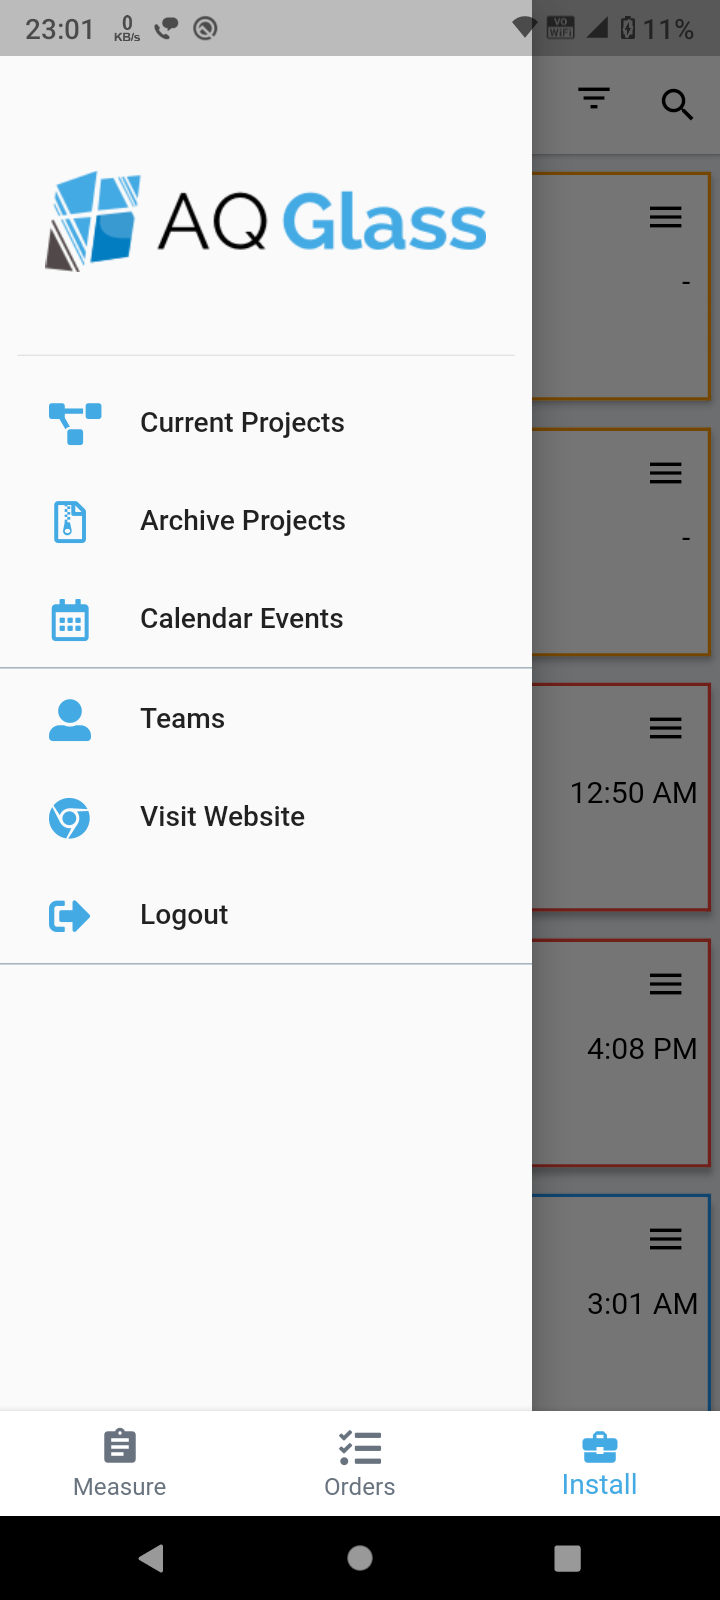 23:01 0 KB/s VO WiFi 11%
AQ Glass
-
Current Projects
Archive Projects
-
Calendar Events
Teams
12:50 AM
Visit Website
Logout
4:08 PM
3:01 AM
Measure Orders Install